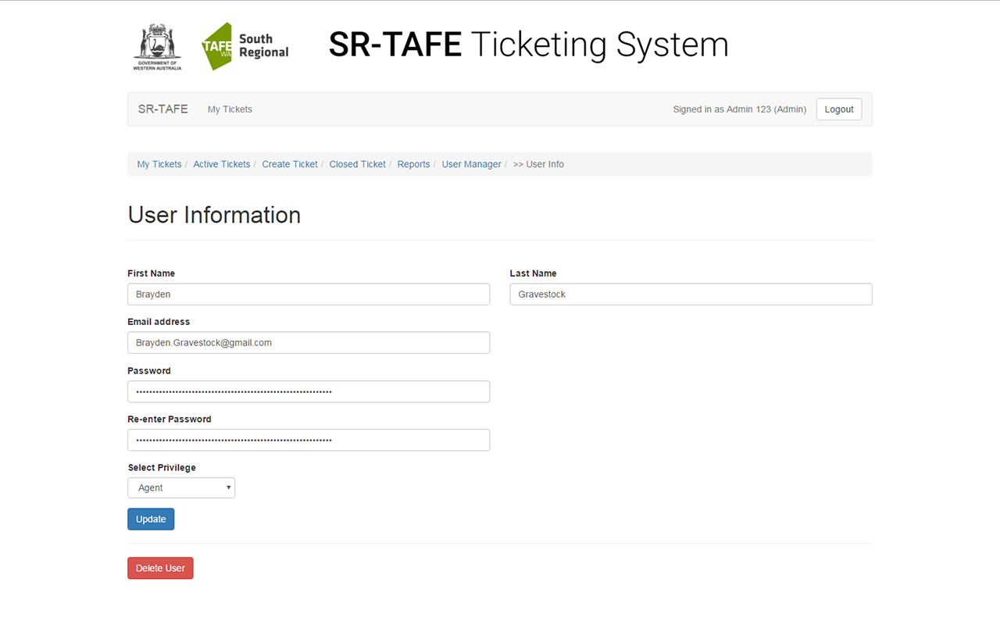 GOVERNMENT OF
WESTERN AUSTRALIA
TAFE
WA
South
Regional
SR-TAFE Ticketing System
SR-TAFE My Tickets Signed in as Admin 123 (Admin) Logout
My Tickets / Active Tickets / Create Ticket / Closed Ticket / Reports / User Manager / >> User Info
User Information
First Name Last Name
Brayden Gravestock
Email address
Brayden.Gravestock@gmail.com
Password
Re-enter Password
Select Privilege
Agent
Update
Delete User